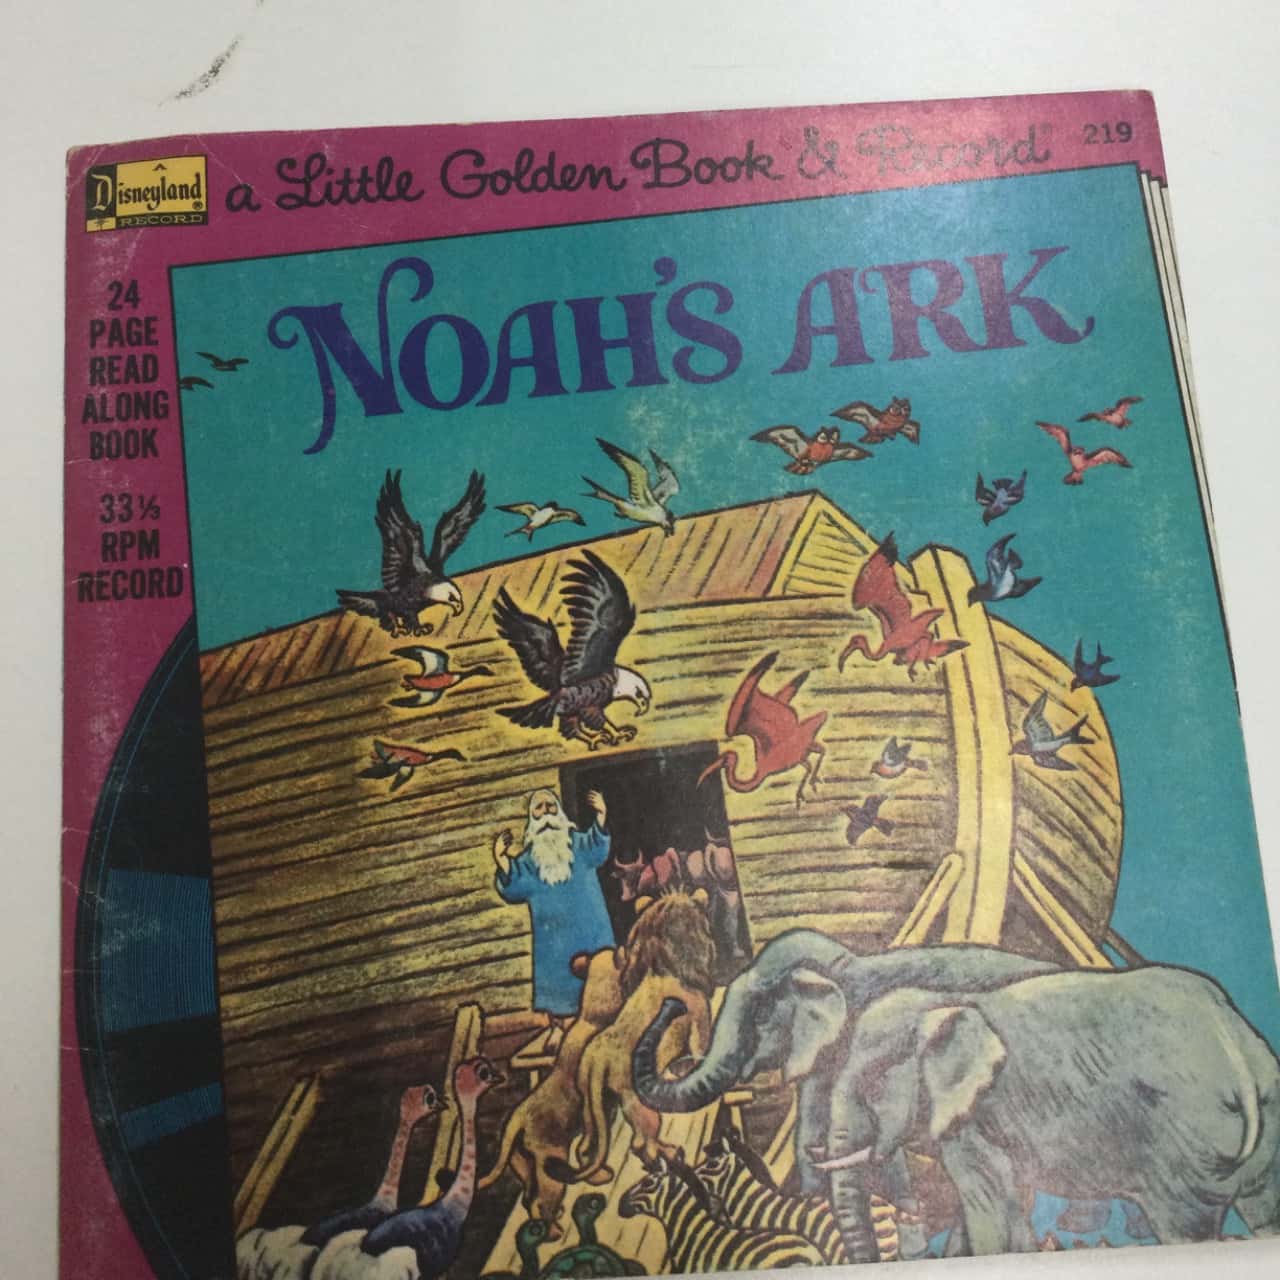 A
Disneyland®
RECORD
a Little Golden Book & Record®
219
NOAH'S ARK
24
PAGE
READ
ALONG
BOOK
33⅓
RPM
RECORD